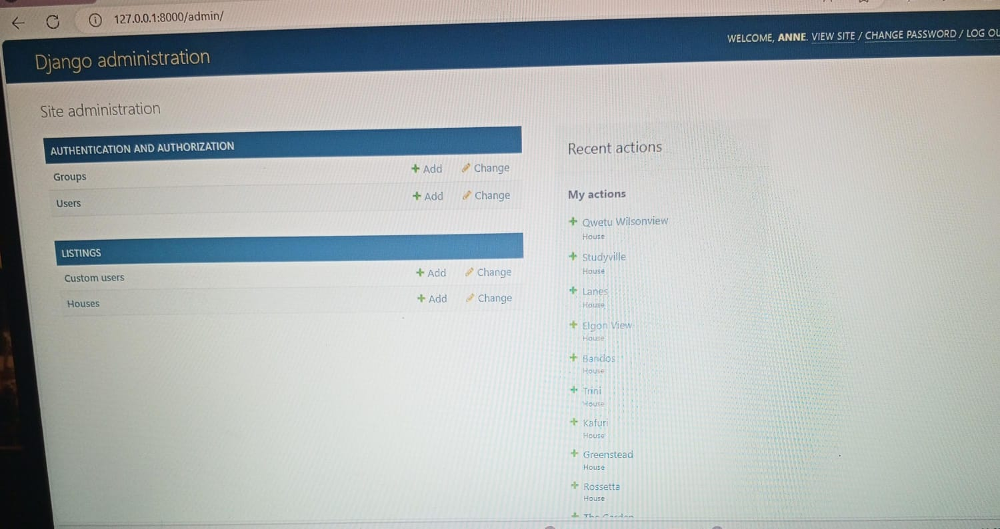 127.0.0.1:8000/admin/
WELCOME, ANNE. VIEW SITE / CHANGE PASSWORD / LOG
Django administration
Site administration
AUTHENTICATION AND AUTHORIZATION
Groups + Add Change
Users + Add Change
LISTINGS
Custom users + Add Change
Houses + Add Change
Recent actions
My actions
+ Qwetu Wilsonview
House
+ Studyville
House
+ Lanes
House
+ Elgon View
House
+ Bandos
House
+ Trini
House
+ Kafuri
House
+ Greenstead
House
+ Rossetta
House